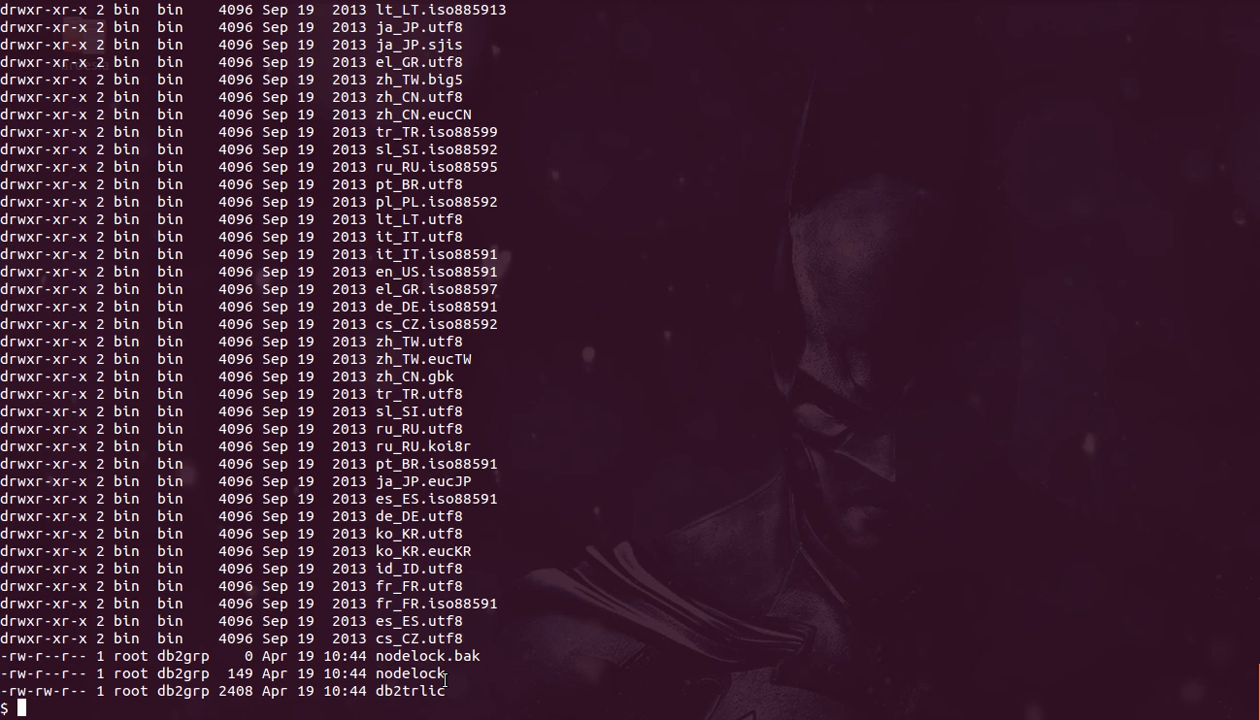 drwxr-xr-x 2 bin  bin    4096 Sep 19  2013 lt_LT.iso885913
drwxr-xr-x 2 bin  bin    4096 Sep 19  2013 ja_JP.utf8
drwxr-xr-x 2 bin  bin    4096 Sep 19  2013 ja_JP.sjis
drwxr-xr-x 2 bin  bin    4096 Sep 19  2013 el_GR.utf8
drwxr-xr-x 2 bin  bin    4096 Sep 19  2013 zh_TW.big5
drwxr-xr-x 2 bin  bin    4096 Sep 19  2013 zh_CN.utf8
drwxr-xr-x 2 bin  bin    4096 Sep 19  2013 zh_CN.eucCN
drwxr-xr-x 2 bin  bin    4096 Sep 19  2013 tr_TR.iso88599
drwxr-xr-x 2 bin  bin    4096 Sep 19  2013 sl_SI.iso88592
drwxr-xr-x 2 bin  bin    4096 Sep 19  2013 ru_RU.iso88595
drwxr-xr-x 2 bin  bin    4096 Sep 19  2013 pt_BR.utf8
drwxr-xr-x 2 bin  bin    4096 Sep 19  2013 pl_PL.iso88592
drwxr-xr-x 2 bin  bin    4096 Sep 19  2013 lt_LT.utf8
drwxr-xr-x 2 bin  bin    4096 Sep 19  2013 it_IT.utf8
drwxr-xr-x 2 bin  bin    4096 Sep 19  2013 it_IT.iso88591
drwxr-xr-x 2 bin  bin    4096 Sep 19  2013 en_US.iso88591
drwxr-xr-x 2 bin  bin    4096 Sep 19  2013 el_GR.iso88597
drwxr-xr-x 2 bin  bin    4096 Sep 19  2013 de_DE.iso88591
drwxr-xr-x 2 bin  bin    4096 Sep 19  2013 cs_CZ.iso88592
drwxr-xr-x 2 bin  bin    4096 Sep 19  2013 zh_TW.utf8
drwxr-xr-x 2 bin  bin    4096 Sep 19  2013 zh_TW.eucTW
drwxr-xr-x 2 bin  bin    4096 Sep 19  2013 zh_CN.gbk
drwxr-xr-x 2 bin  bin    4096 Sep 19  2013 tr_TR.utf8
drwxr-xr-x 2 bin  bin    4096 Sep 19  2013 sl_SI.utf8
drwxr-xr-x 2 bin  bin    4096 Sep 19  2013 ru_RU.utf8
drwxr-xr-x 2 bin  bin    4096 Sep 19  2013 ru_RU.koi8r
drwxr-xr-x 2 bin  bin    4096 Sep 19  2013 pt_BR.iso88591
drwxr-xr-x 2 bin  bin    4096 Sep 19  2013 ja_JP.eucJP
drwxr-xr-x 2 bin  bin    4096 Sep 19  2013 es_ES.iso88591
drwxr-xr-x 2 bin  bin    4096 Sep 19  2013 de_DE.utf8
drwxr-xr-x 2 bin  bin    4096 Sep 19  2013 ko_KR.utf8
drwxr-xr-x 2 bin  bin    4096 Sep 19  2013 ko_KR.eucKR
drwxr-xr-x 2 bin  bin    4096 Sep 19  2013 id_ID.utf8
drwxr-xr-x 2 bin  bin    4096 Sep 19  2013 fr_FR.utf8
drwxr-xr-x 2 bin  bin    4096 Sep 19  2013 fr_FR.iso88591
drwxr-xr-x 2 bin  bin    4096 Sep 19  2013 es_ES.utf8
drwxr-xr-x 2 bin  bin    4096 Sep 19  2013 cs_CZ.utf8
-rw-r--r-- 1 root db2grp    0 Apr 19 10:44 nodelock.bak
-rw-r--r-- 1 root db2grp  149 Apr 19 10:44 nodelock
-rw-rw-r-- 1 root db2grp 2408 Apr 19 10:44 db2trlic
$